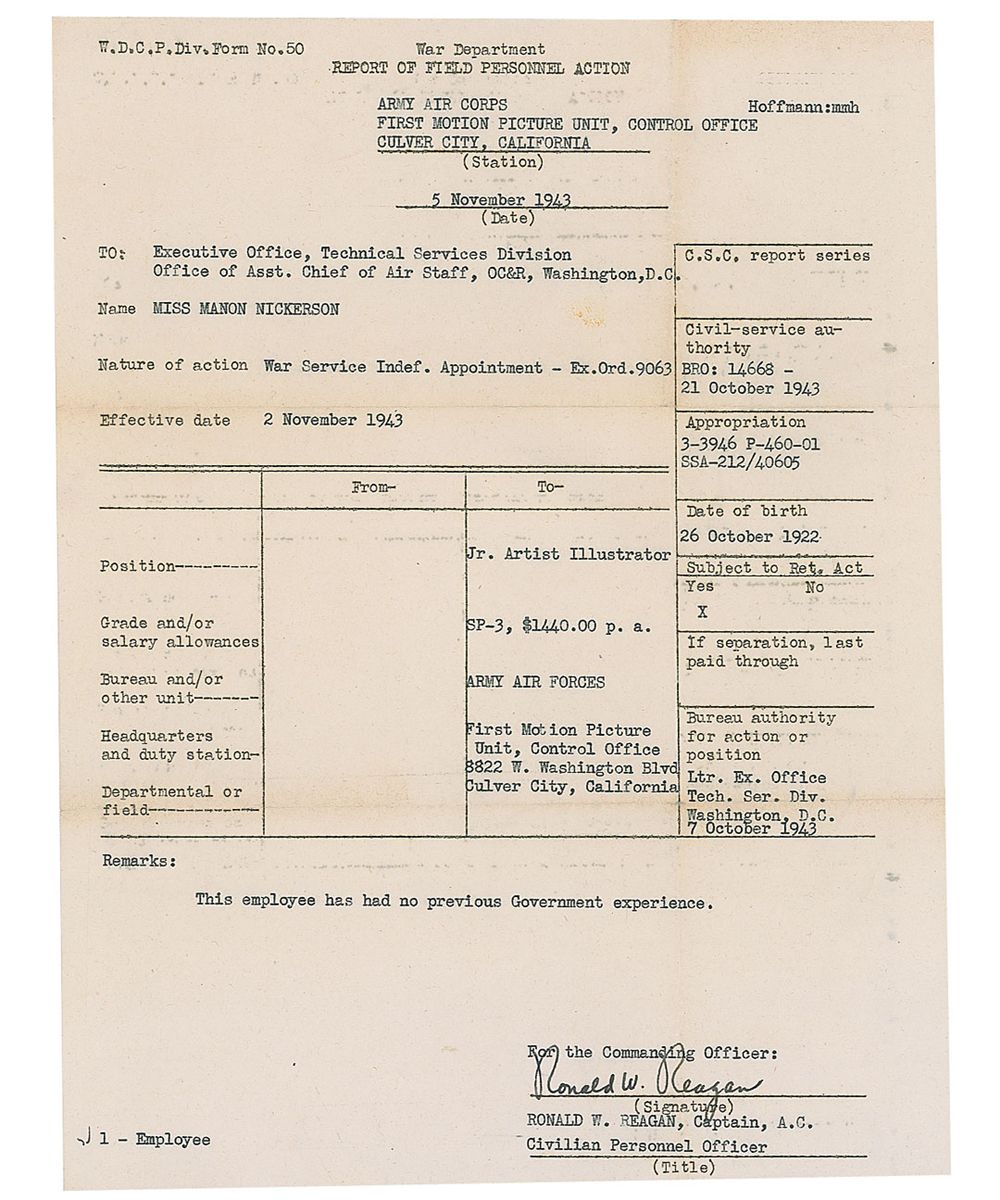 W.D.C.P.Div.Form No.50
War Department
REPORT OF FIELD PERSONNEL ACTION
ARMY AIR CORPS
Hoffmann:mmh
FIRST MOTION PICTURE UNIT, CONTROL OFFICE
CULVER CITY, CALIFORNIA
(Station)
5 November 1943
(Date)
TO: Executive Office, Technical Services Division
Office of Asst. Chief of Air Staff, OC&R, Washington,D.C.
Name MISS MANON NICKERSON
Nature of action War Service Indef. Appointment - Ex.Ord.9063
Effective date 2 November 1943
C.S.C. report series
Civil-service au-
thority
BRO: 14668 -
21 October 1943
Appropriation
3-3946 P-460-01
SSA-212/40605
Date of birth
26 October 1922
Subject to Ret. Act
Yes No
X
If separation, last
paid through
Bureau authority
for action or
position
Ltr. Ex. Office
Tech. Ser. Div.
Washington, D.C.
7 October 1943
From- To-
Position--------- Jr. Artist Illustrator
Grade and/or
salary allowances SP-3, $1440.00 p. a.
Bureau and/or
other unit------- ARMY AIR FORCES
Headquarters
and duty station-
First Motion Picture
Unit, Control Office
8822 W. Washington Blvd
Culver City, California
Departmental or
field------------
Remarks:
This employee has had no previous Government experience.
For the Commanding Officer:
Ronald W. Reagan
(Signature)
RONALD W. REAGAN, Captain, A.C.
Civilian Personnel Officer
(Title)
1 - Employee